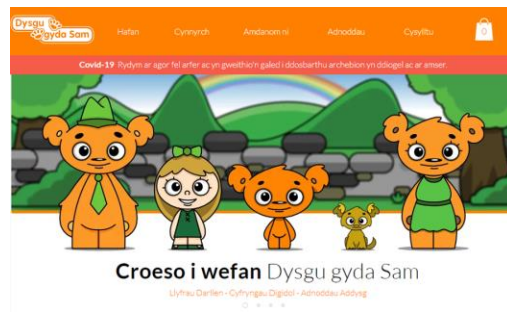 Dysgu
gyda Sam
Hafan
Cynnyrch
Amdanom ni
Adnoddau
Cysylltu
0
Covid-19 Rydym ar agor fel arfer ac yn gweithio'n galed i ddosbarthu archebion yn ddiogel ac ar amser.
Croeso i wefan Dysgu gyda Sam
Llyfrau Darllen - Cyfryngau Digidol - Adnoddau Addysg